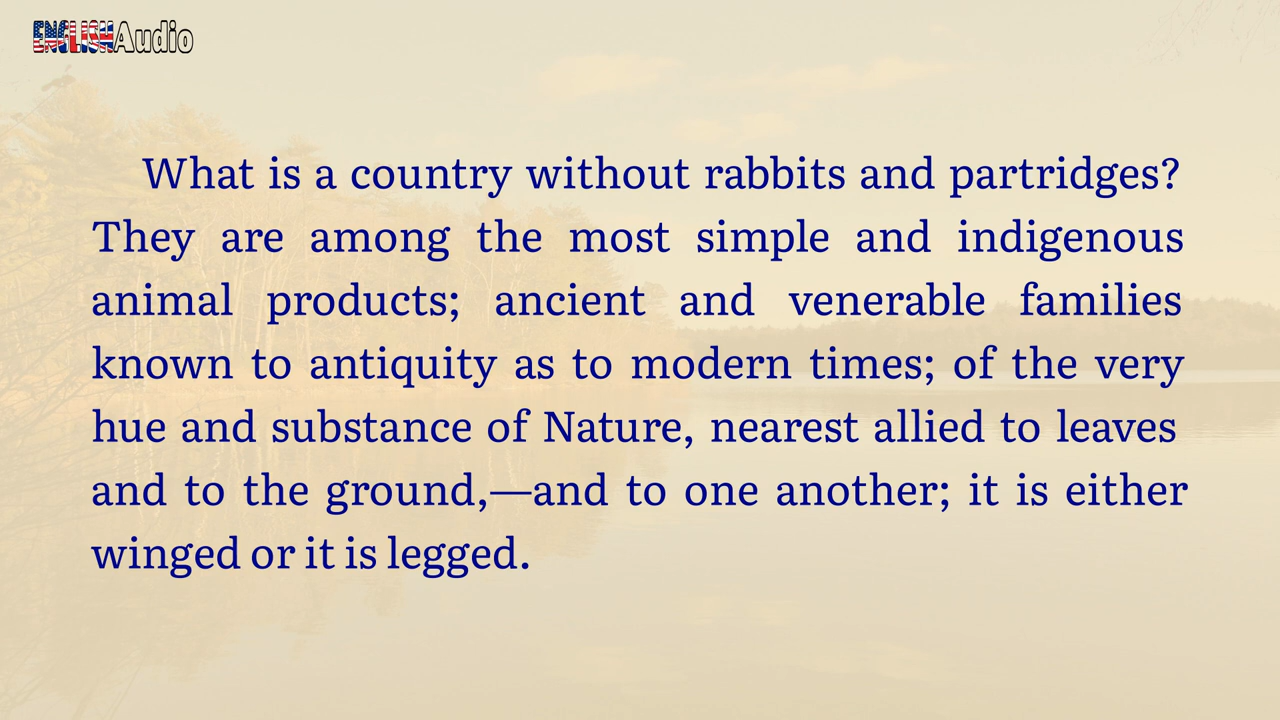 ENGLISHAudio
What is a country without rabbits and partridges?
They are among the most simple and indigenous
animal products; ancient and venerable families
known to antiquity as to modern times; of the very
hue and substance of Nature, nearest allied to leaves
and to the ground,—and to one another; it is either
winged or it is legged.